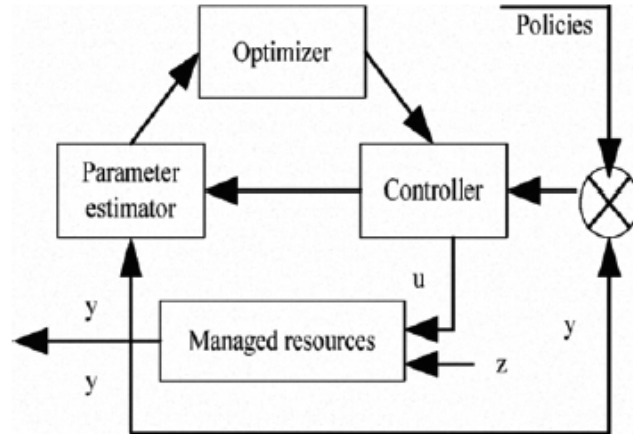 Policies
Optimizer
Parameter
estimator
Controller
u
y
Managed resources
y
z
y